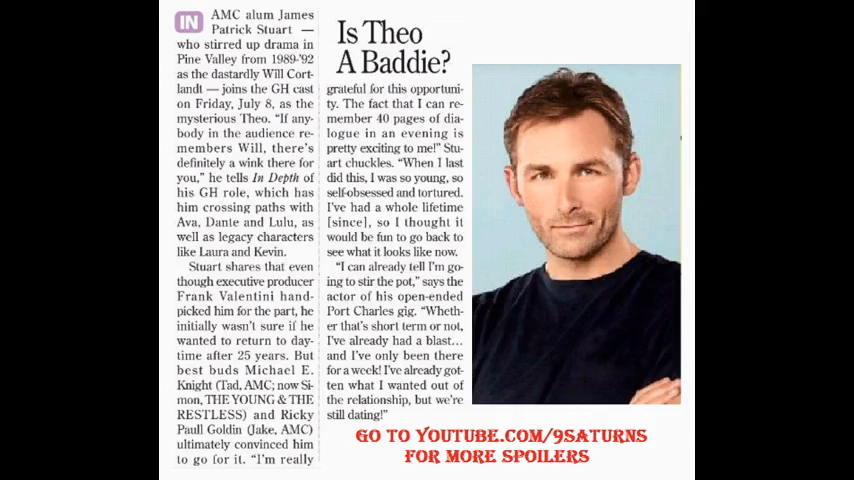 Is Theo
A Baddie?
IN
AMC alum James
Patrick Stuart —
who stirred up drama in
Pine Valley from 1989-'92
as the dastardly Will Cort-
landt — joins the GH cast
on Friday, July 8, as the
mysterious Theo. "If any-
body in the audience re-
members Will, there's
definitely a wink there for
you," he tells In Depth of
his GH role, which has
him crossing paths with
Ava, Dante and Lulu, as
well as legacy characters
like Laura and Kevin.
Stuart shares that even
though executive producer
Frank Valentini hand-
picked him for the part, he
initially wasn't sure if he
wanted to return to day-
time after 25 years. But
best buds Michael E.
Knight (Tad, AMC; now Si-
mon, THE YOUNG & THE
RESTLESS) and Ricky
Paull Goldin (Jake, AMC)
ultimately convinced him
to go for it. "I'm really
grateful for this opportuni-
ty. The fact that I can re-
member 40 pages of dia-
logue in an evening is
pretty exciting to me!" Stu-
art chuckles. "When I last
did this, I was so young, so
self-obsessed and tortured.
I've had a whole lifetime
[since], so I thought it
would be fun to go back to
see what it looks like now.
"I can already tell I'm go-
ing to stir the pot," says the
actor of his open-ended
Port Charles gig. "Wheth-
er that's short term or not,
I've already had a blast...
and I've only been there
for a week! I've already got-
ten what I wanted out of
the relationship, but we're
still dating!"
GO TO YOUTUBE.COM/9SATURNS
FOR MORE SPOILERS